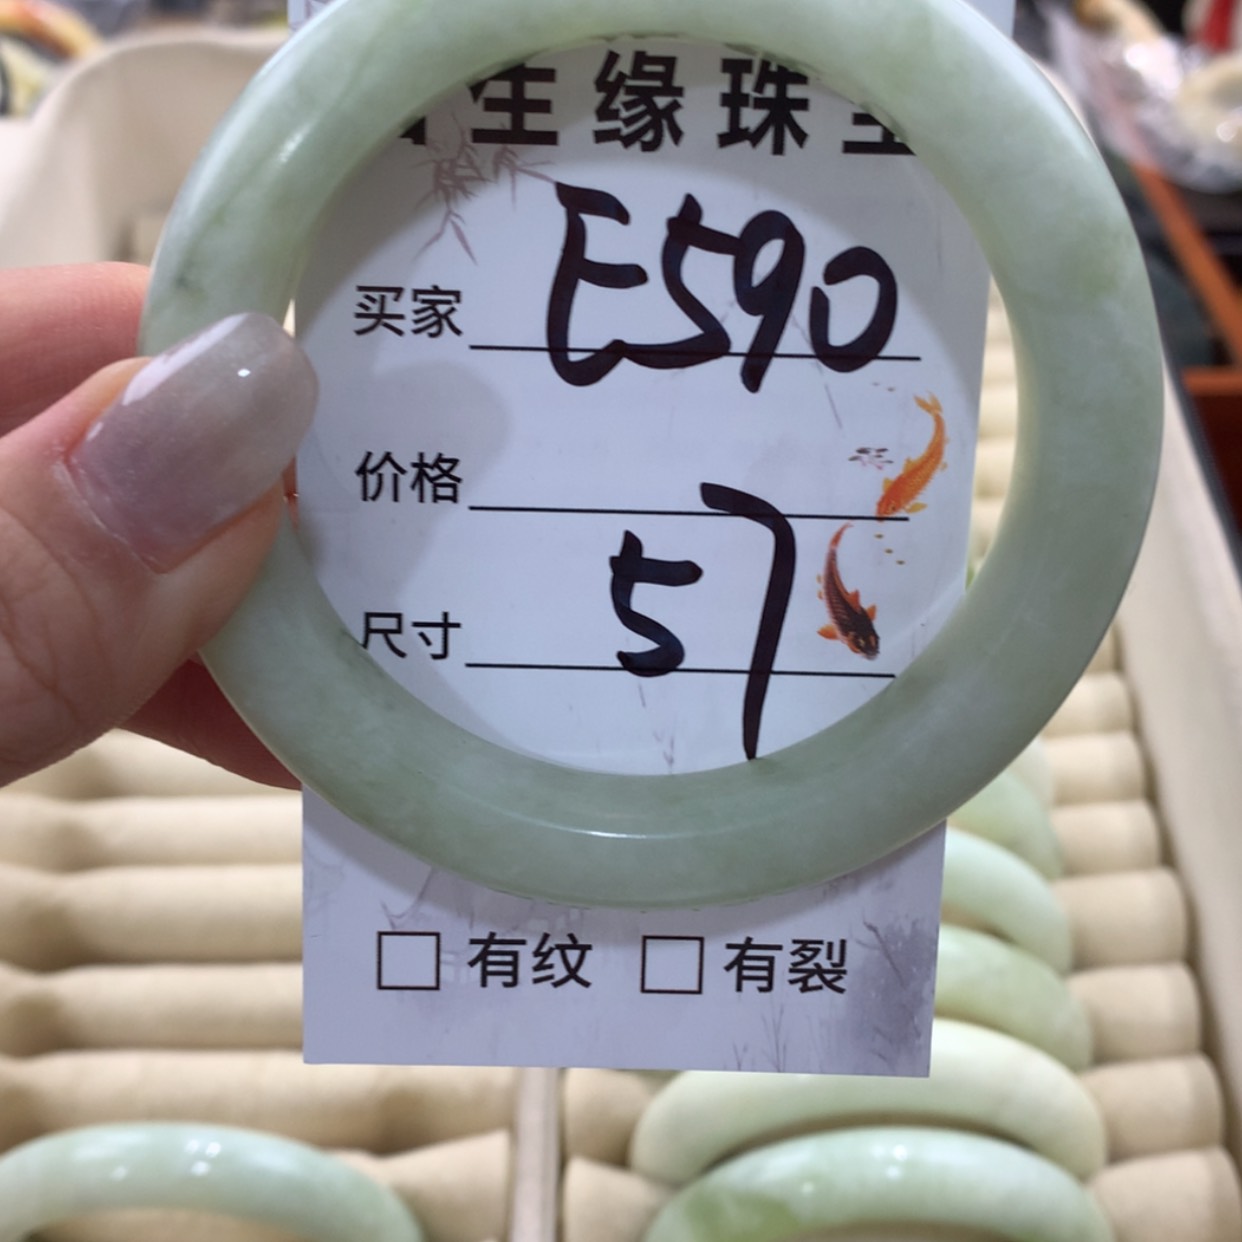 生缘珠宝
买家 E590
价格
尺寸 57
有纹 有裂